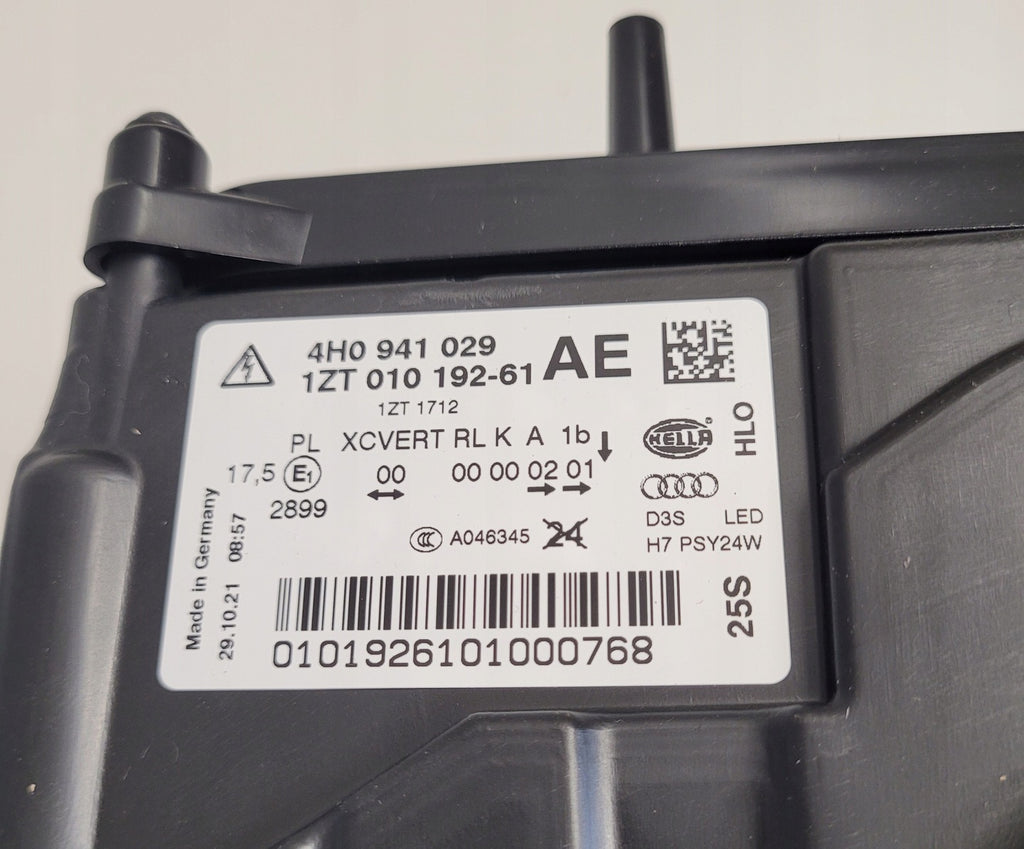 4H0 941 029
1ZT 010 192-61 AE
1ZT 1712
PL XCVERT RL K A 1b
17,5 E1 00 00 00 02 01
2899
CCC A046345 24
HELLA
HLO
D3S LED
H7 PSY24W
25S
Made in Germany
29.10.21 08:57
0101926101000768